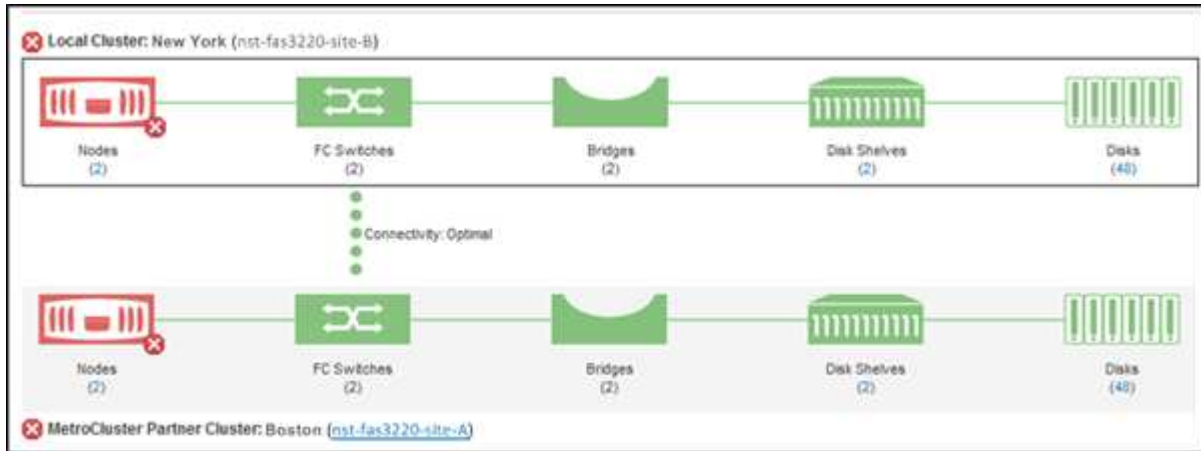 Local Cluster: New York (nst-fas3220-site-B)
Nodes FC Switches Bridges Disk Shelves Disks
(2) (2) (2) (2) (48)
Connectivity: Optimal
Nodes FC Switches Bridges Disk Shelves Disks
(2) (2) (2) (2) (48)
MetroCluster Partner Cluster: Boston (nst-fas3220-site-A)